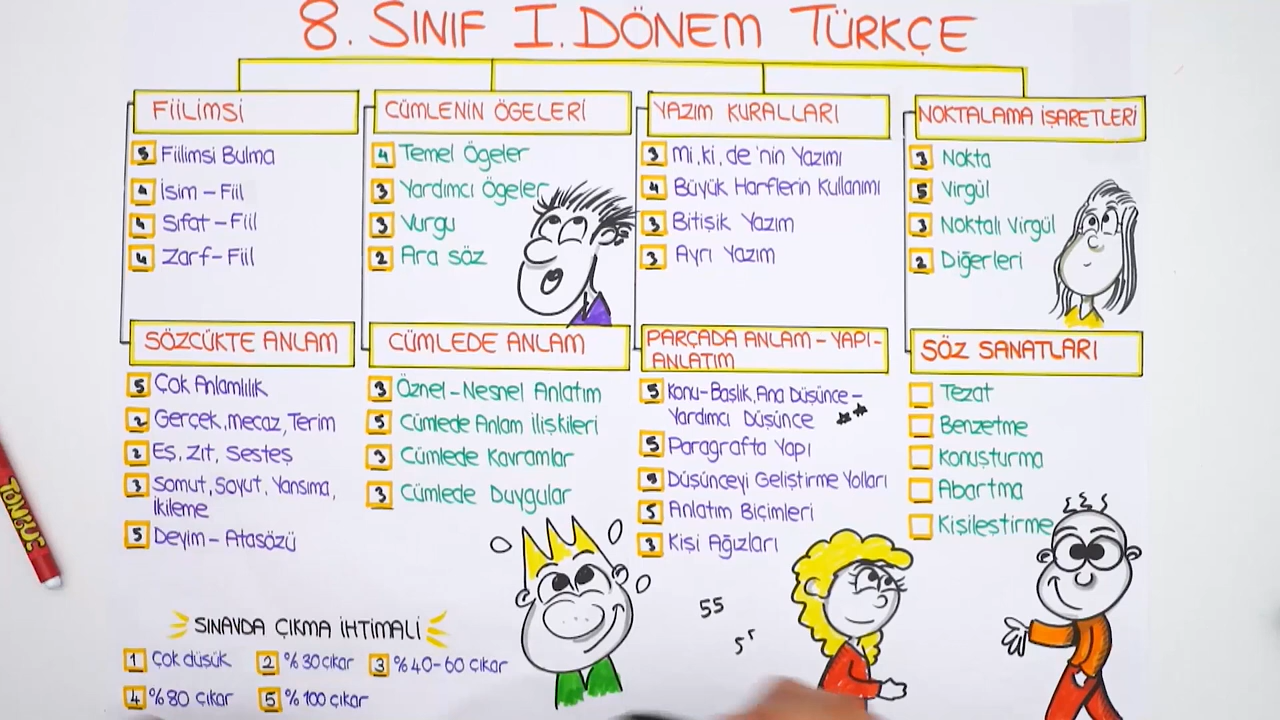 8. SINIF I. DÖNEM TÜRKÇE
FİİLİMSİ
5 Fiilimsi Bulma
4 İsim - Fiil
4 Sıfat - Fiil
4 Zarf - Fiil
CÜMLENİN ÖGELERİ
4 Temel Ögeler
3 Yardımcı Ögeler
3 Vurgu
2 Ara söz
YAZIM KURALLARI
3 Mi, ki, de'nin Yazımı
4 Büyük Harflerin Kullanımı
3 Bitişik Yazım
3 Ayrı Yazım
NOKTALAMA İŞARETLERİ
3 Nokta
5 Virgül
3 Noktalı Virgül
2 Diğerleri
SÖZCÜKTE ANLAM
5 Çok Anlamlılık
2 Gerçek, mecaz, Terim
2 Eş, Zıt, Sesteş
3 Somut, Soyut, Yansıma,
İkileme
5 Deyim - Atasözü
CÜMLEDE ANLAM
3 Öznel - Nesnel Anlatım
5 Cümlede Anlam İlişkileri
3 Cümlede Kavramlar
3 Cümlede Duygular
PARÇADA ANLAM - YAPI -
ANLATIM
5 Konu - Başlık, Ana Düşünce -
Yardımcı Düşünce
5 Paragrafta Yapı
Düşünceyi Geliştirme Yolları
5 Anlatım Biçimleri
3 Kişi Ağızları
SÖZ SANATLARI
Tezat
Benzetme
Konuşturma
Abartma
Kişileştirme
TONGUÇ
55
SINAVDA ÇIKMA İHTİMALİ
1 Çok düşük
2 %30 çıkar
3 %40-60 çıkar
4 %80 çıkar
5 %100 çıkar